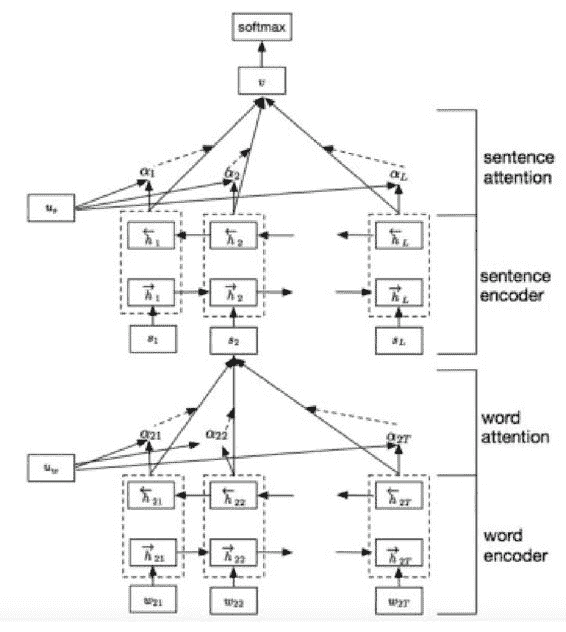 softmax
v
α1 α2 αL
sentence
attention
us
←h1 ←h2 ←hL
sentence
encoder
→h1 →h2 →hL
s1 s2 sL
word
attention
α21 α22 α2T
uw
←h21 ←h22 ←h2T
word
encoder
→h21 →h22 →h2T
w21 w22 w2T